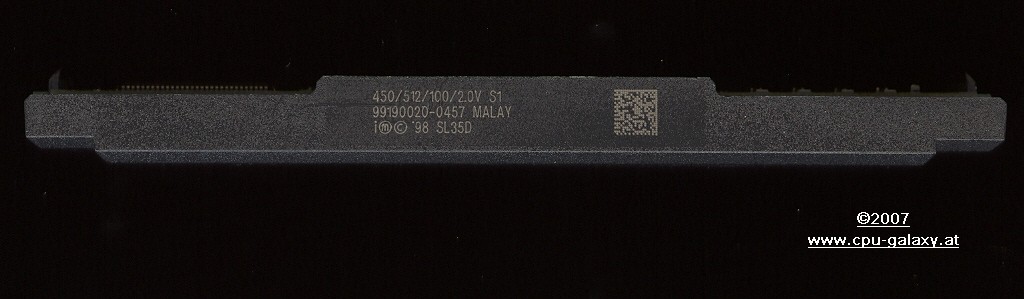 450/512/100/2.0V S1
99190020-0457 MALAY
i ⓜ © '98 SL35D
©2007
www.cpu-galaxy.at